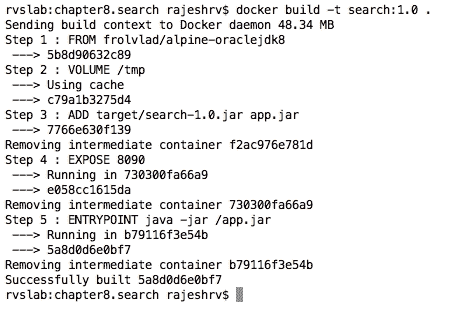 rvslab:chapter8.search rajeshrv$ docker build -t search:1.0 .
Sending build context to Docker daemon 48.34 MB
Step 1 : FROM frolvlad/alpine-oraclejdk8
---> 5b8d90632c89
Step 2 : VOLUME /tmp
---> Using cache
---> c79a1b3275d4
Step 3 : ADD target/search-1.0.jar app.jar
---> 7766e630f139
Removing intermediate container f2ac976e781d
Step 4 : EXPOSE 8090
---> Running in 730300fa66a9
---> e058cc1615da
Removing intermediate container 730300fa66a9
Step 5 : ENTRYPOINT java -jar /app.jar
---> Running in b79116f3e54b
---> 5a8d0d6e0bf7
Removing intermediate container b79116f3e54b
Successfully built 5a8d0d6e0bf7
rvslab:chapter8.search rajeshrv$